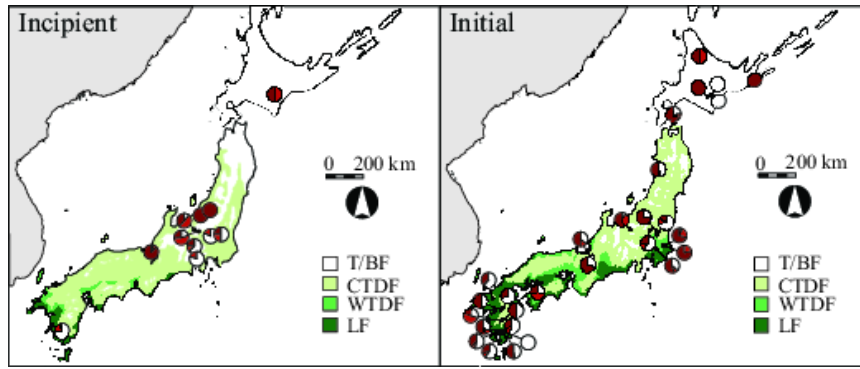 Incipient
0 200 km
T/BF
CTDF
WTDF
LF
Initial
0 200 km
T/BF
CTDF
WTDF
LF